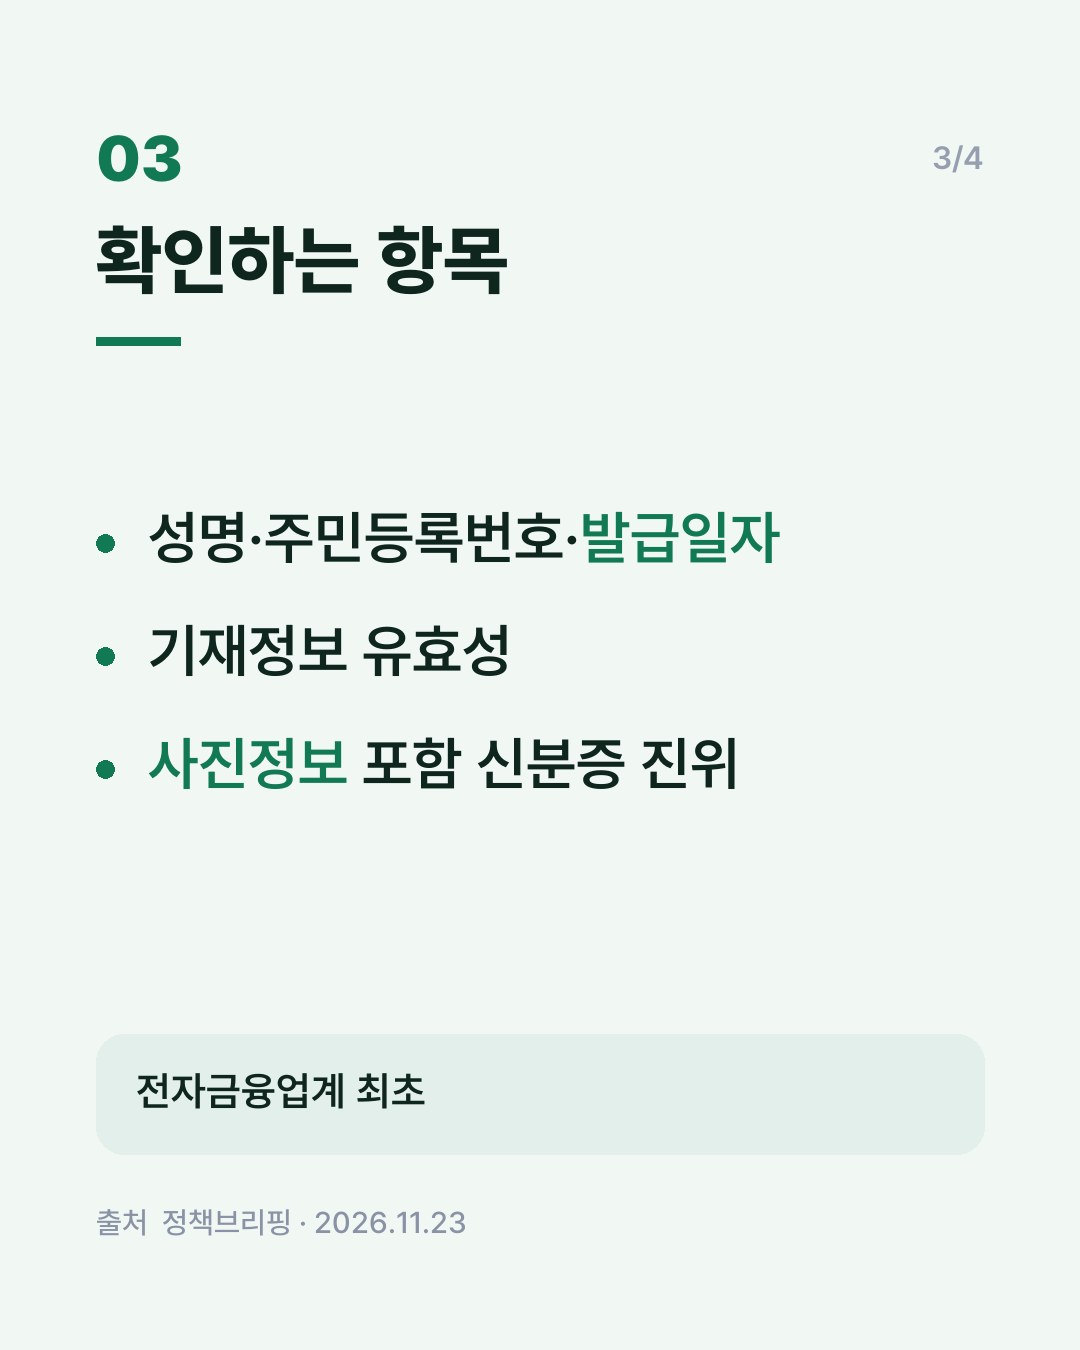 03
3/4
확인하는 항목
성명·주민등록번호·발급일자
기재정보 유효성
사진정보 포함 신분증 진위
전자금융업계 최초
출처 정책브리핑 · 2026.11.23